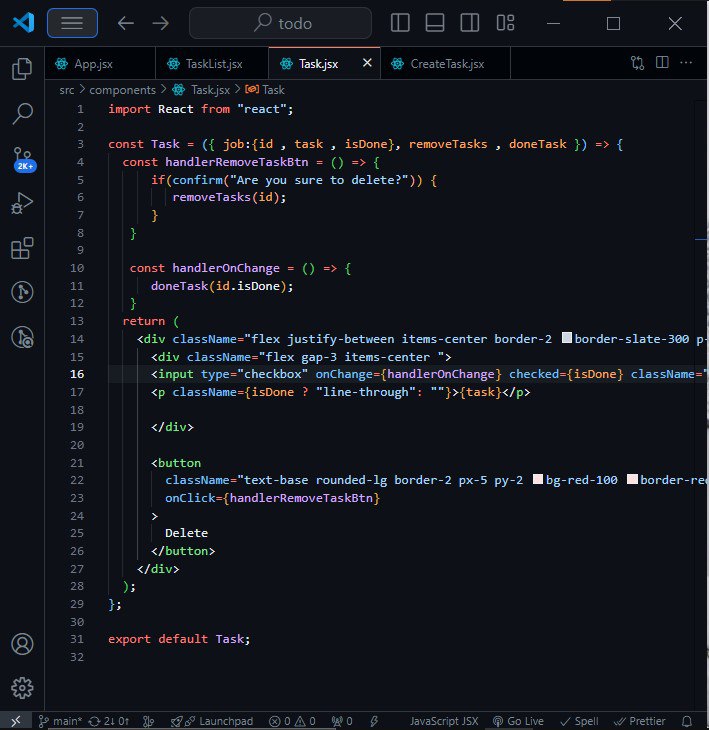 todo
App.jsx TaskList.jsx Task.jsx CreateTask.jsx
src > components > Task.jsx > Task
1 import React from "react";
2
3 const Task = ({ job:{id , task , isDone}, removeTasks , doneTask }) => {
4 const handlerRemoveTaskBtn = () => {
5 if(confirm("Are you sure to delete?")) {
6 removeTasks(id);
7 }
8 }
9
10 const handlerOnChange = () => {
11 doneTask(id.isDone);
12 }
13 return (
14 <div className="flex justify-between items-center border-2 border-slate-300 p-
15 <div className="flex gap-3 items-center ">
16 <input type="checkbox" onChange={handlerOnChange} checked={isDone} className="
17 <p className={isDone ? "line-through": ""}>{task}</p>
18
19 </div>
20
21 <button
22 className="text-base rounded-lg border-2 px-5 py-2 bg-red-100 border-red
23 onClick={handlerRemoveTaskBtn}
24 >
25 Delete
26 </button>
27 </div>
28 );
29 };
30
31 export default Task;
32
2K+
main* 2↓ 0↑ Launchpad 0 0 0 JavaScript JSX Go Live Spell Prettier